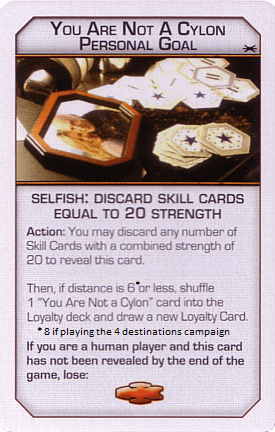 YOU ARE NOT A CYLON
PERSONAL GOAL
SELFISH: DISCARD SKILL CARDS
EQUAL TO 20 STRENGTH
Action: You may discard any number of
Skill Cards with a combined strength of
20 to reveal this card.
Then, if distance is 6* or less, shuffle
1 "You Are Not a Cylon" card into the
Loyalty deck and draw a new Loyalty Card.
*8 if playing the 4 destinations campaign
If you are a human player and this card
has not been revealed by the end of the
game, lose: